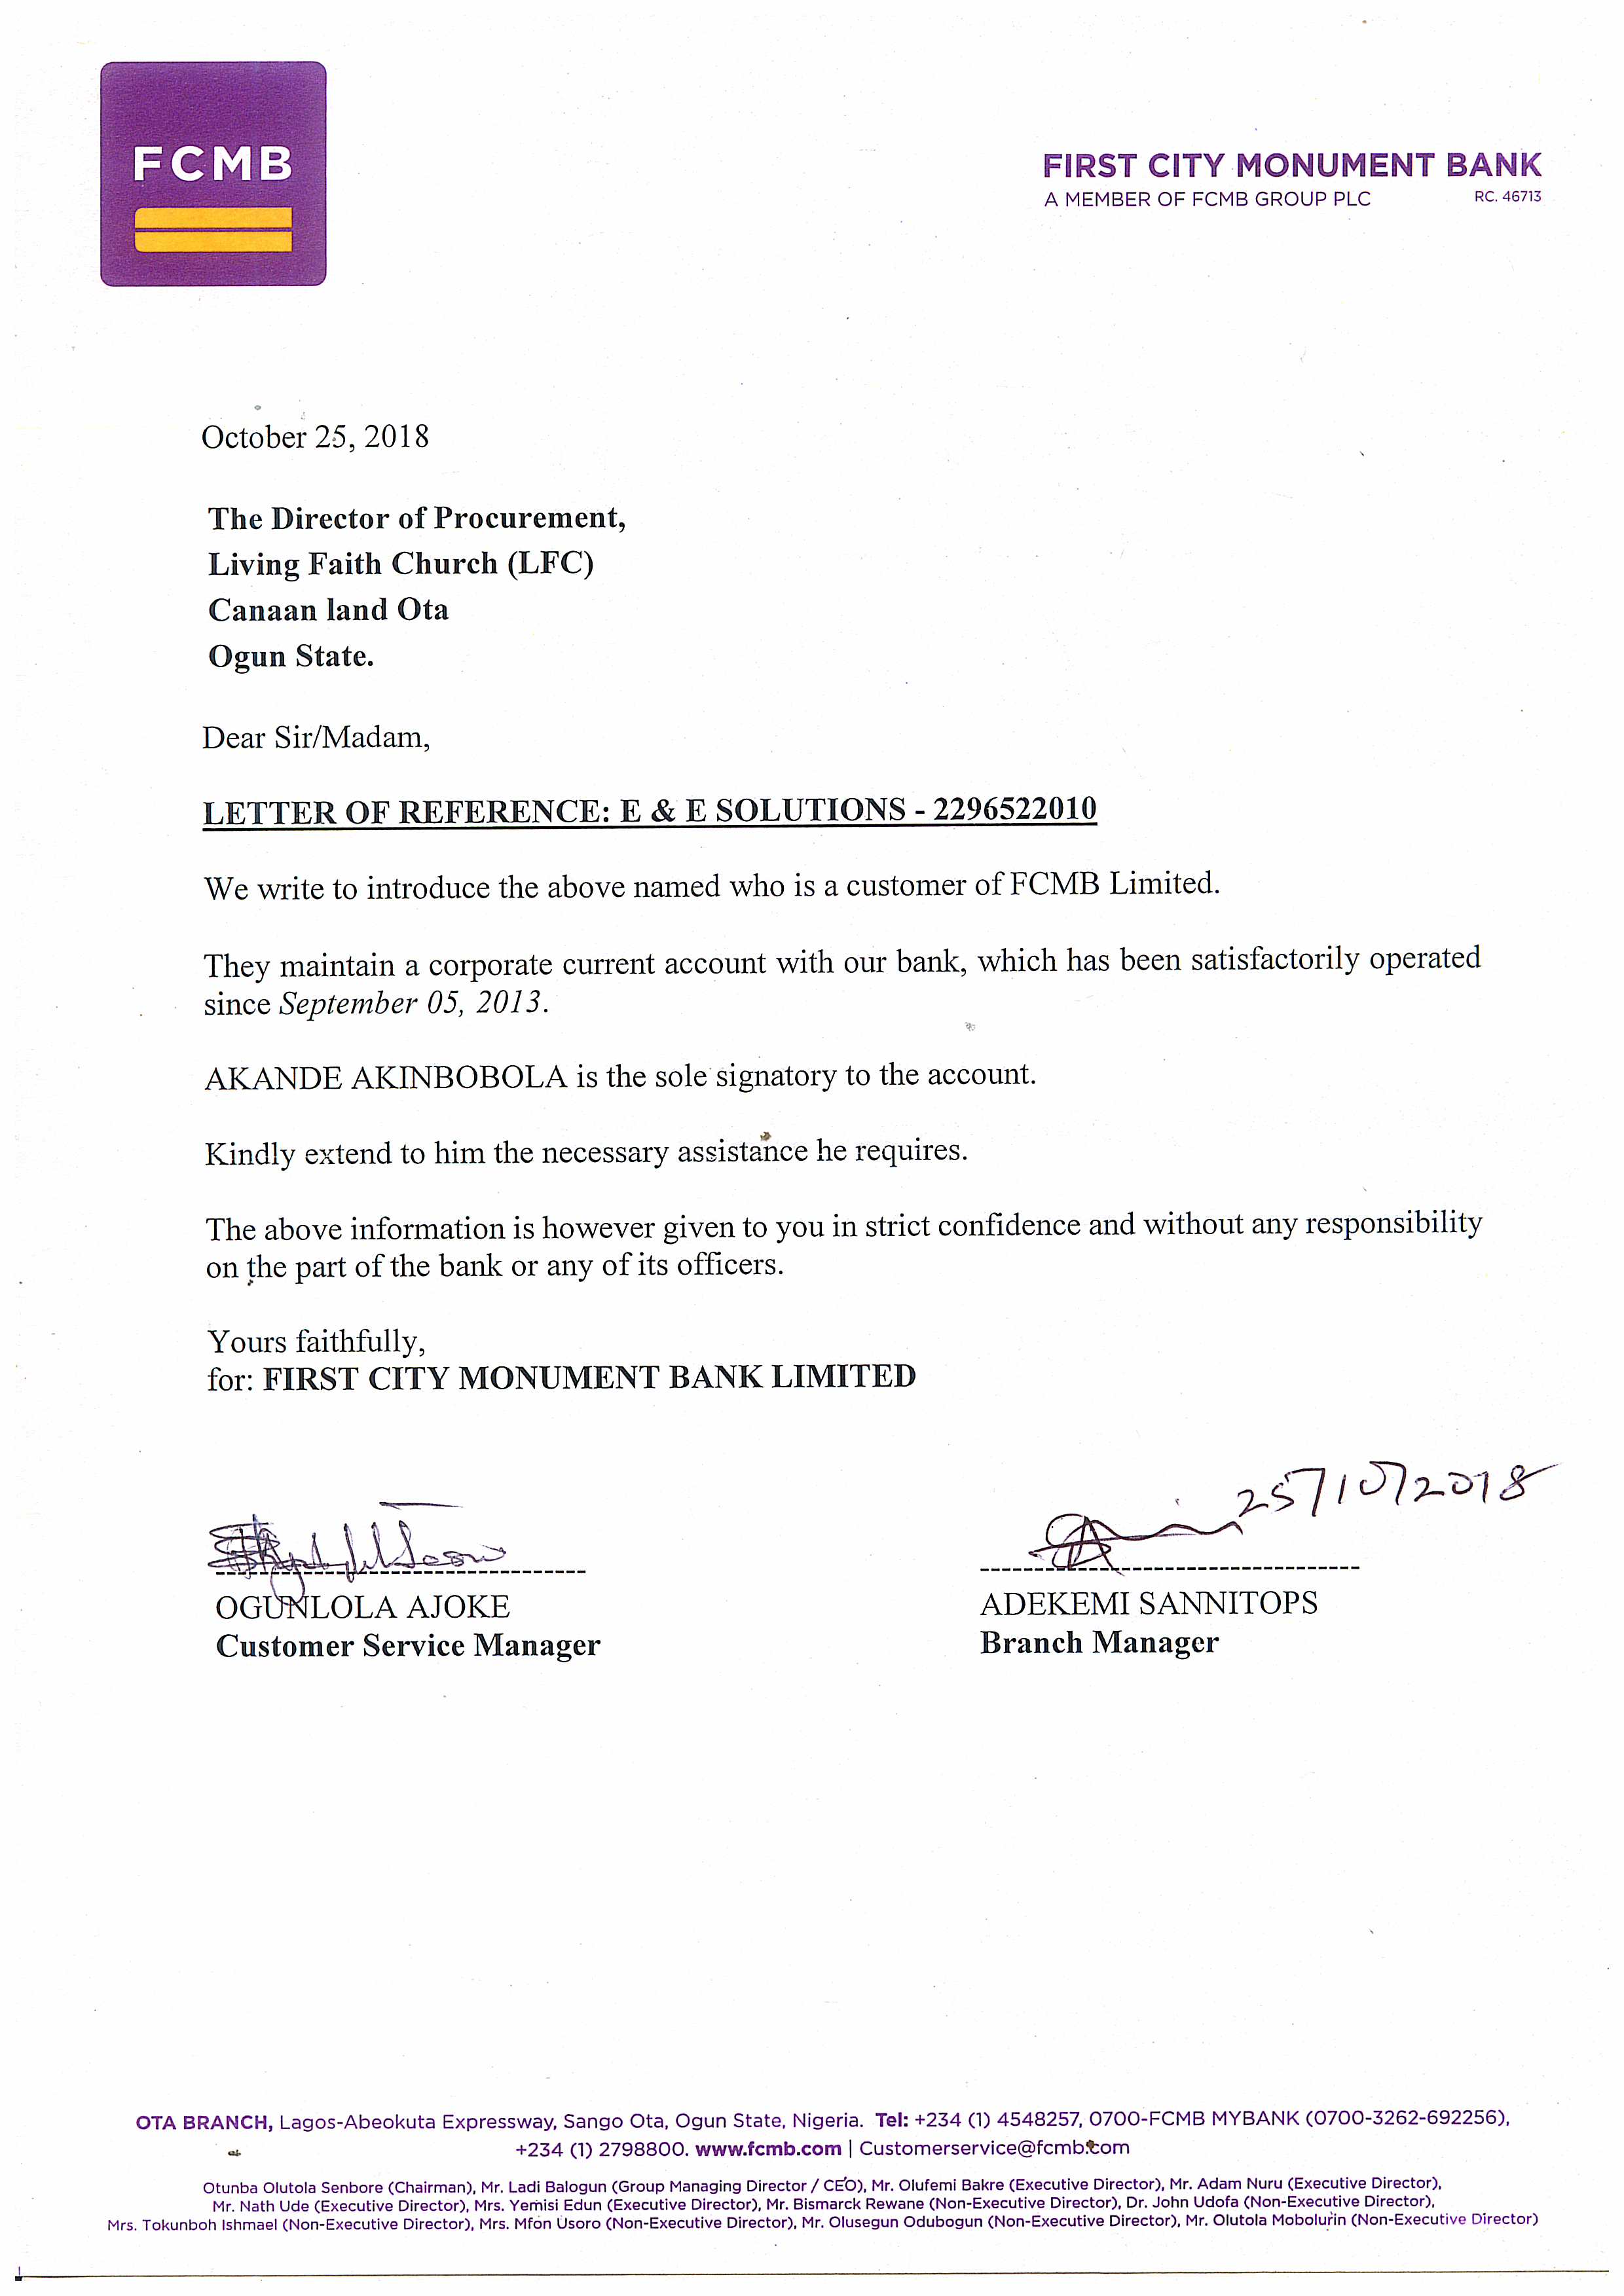 FCMB
FIRST CITY MONUMENT BANK
A MEMBER OF FCMB GROUP PLC RC. 46713
October 25, 2018
The Director of Procurement,
Living Faith Church (LFC)
Canaan land Ota
Ogun State.
Dear Sir/Madam,
LETTER OF REFERENCE: E & E SOLUTIONS - 2296522010
We write to introduce the above named who is a customer of FCMB Limited.
They maintain a corporate current account with our bank, which has been satisfactorily operated
since September 05, 2013.
AKANDE AKINBOBOLA is the sole signatory to the account.
Kindly extend to him the necessary assistance he requires.
The above information is however given to you in strict confidence and without any responsibility
on the part of the bank or any of its officers.
Yours faithfully,
for: FIRST CITY MONUMENT BANK LIMITED
25/10/2018
OGUNLOLA AJOKE
Customer Service Manager
ADEKEMI SANNITOPS
Branch Manager
OTA BRANCH, Lagos-Abeokuta Expressway, Sango Ota, Ogun State, Nigeria. Tel: +234 (1) 4548257, 0700-FCMB MYBANK (0700-3262-692256),
+234 (1) 2798800. www.fcmb.com | Customerservice@fcmb.com
Otunba Olutola Senbore (Chairman), Mr. Ladi Balogun (Group Managing Director / CEO), Mr. Olufemi Bakre (Executive Director), Mr. Adam Nuru (Executive Director),
Mr. Nath Ude (Executive Director), Mrs. Yemisi Edun (Executive Director), Mr. Bismarck Rewane (Non-Executive Director), Dr. John Udofa (Non-Executive Director),
Mrs. Tokunboh Ishmael (Non-Executive Director), Mrs. Mfon Usoro (Non-Executive Director), Mr. Olusegun Odubogun (Non-Executive Director), Mr. Olutola Mobolurin (Non-Executive Director)